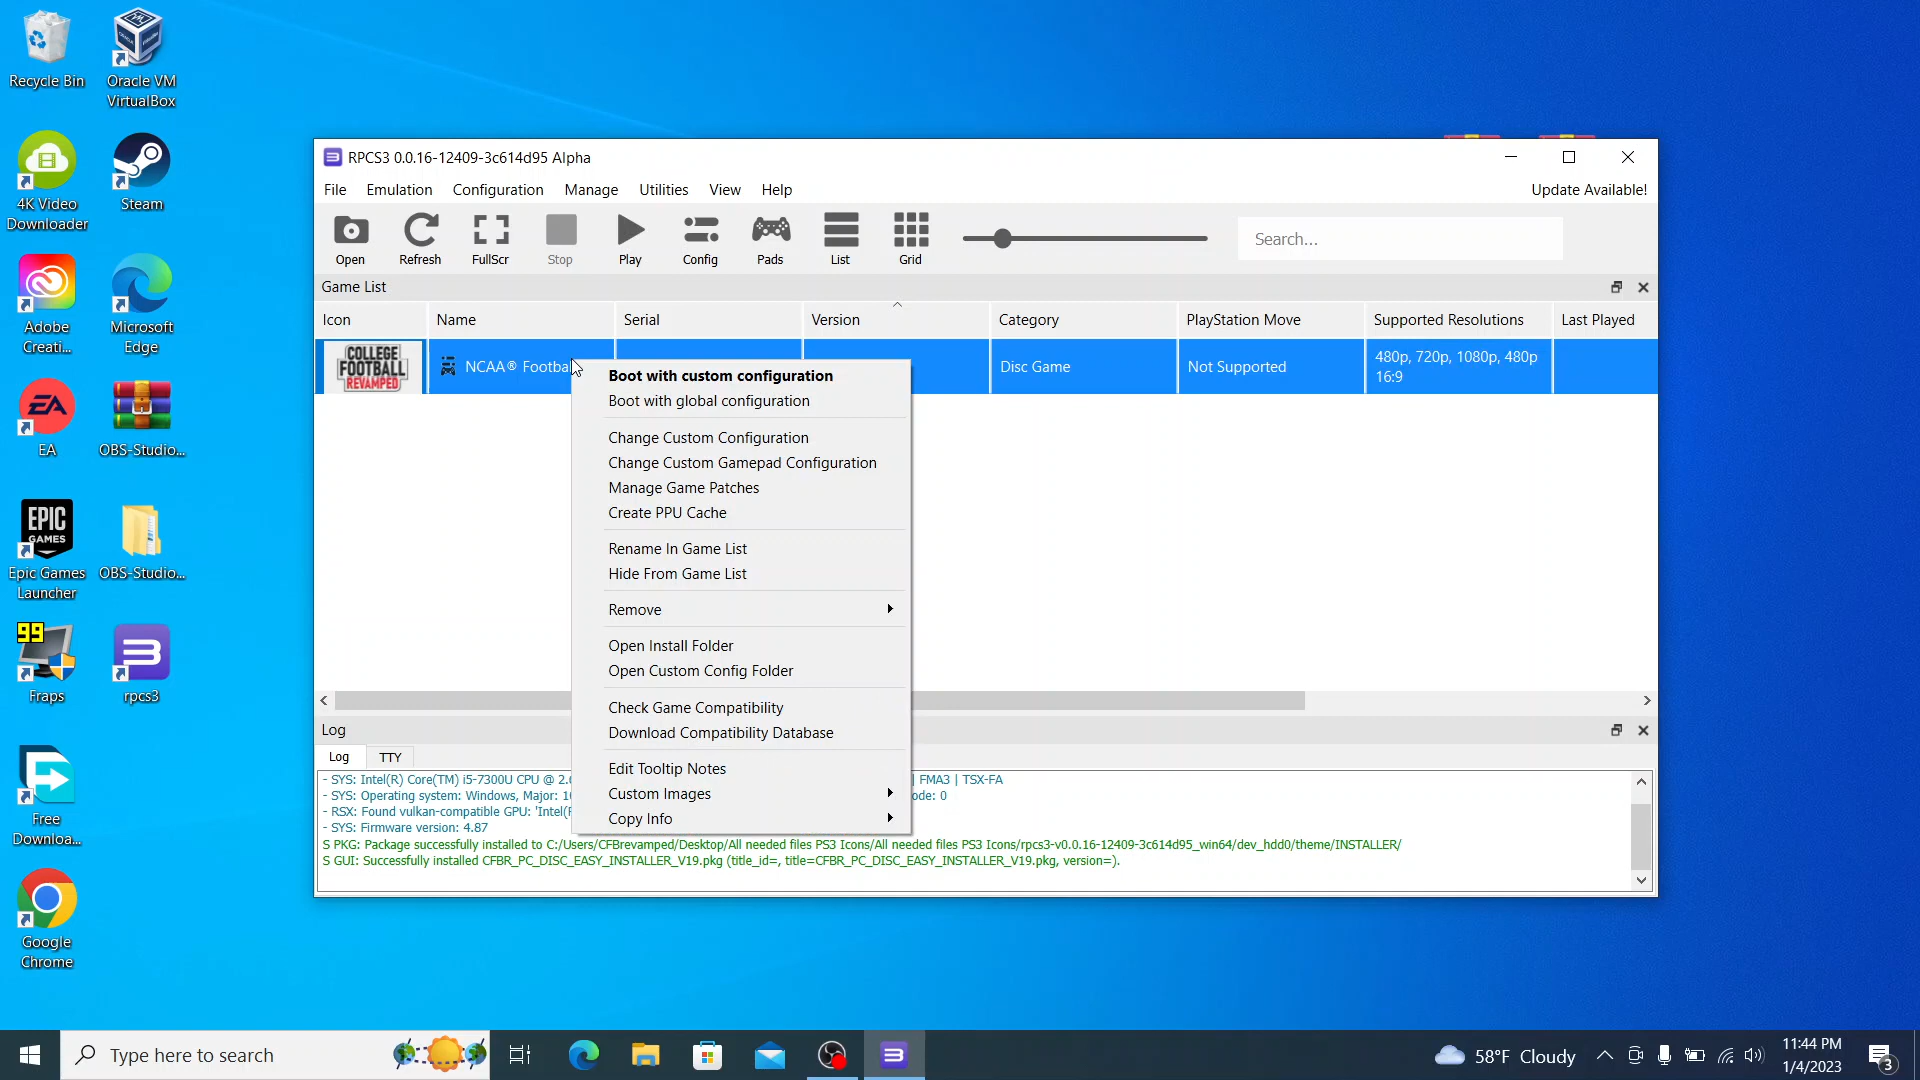 Recycle Bin
Oracle VM
VirtualBox
4K Video
Downloader
Steam
Adobe
Creati...
Microsoft
Edge
EA
EA
OBS-Studio...
EPIC
GAMES
Epic Games
Launcher
OBS-Studio...
99
Fraps
rpcs3
Free
Downloa...
Google
Chrome
RPCS3 0.0.16-12409-3c614d95 Alpha
File Emulation Configuration Manage Utilities View Help Update Available!
Open Refresh FullScr Stop Play Config Pads List Grid
Search...
Game List
Icon Name Serial Version Category PlayStation Move Supported Resolutions Last Played
COLLEGE
FOOTBALL
REVAMPED
NCAA® Footba
Disc Game Not Supported 480p, 720p, 1080p, 480p
16:9
Boot with custom configuration
Boot with global configuration
Change Custom Configuration
Change Custom Gamepad Configuration
Manage Game Patches
Create PPU Cache
Rename In Game List
Hide From Game List
Remove
Open Install Folder
Open Custom Config Folder
Check Game Compatibility
Download Compatibility Database
Edit Tooltip Notes
Custom Images
Copy Info
Log
Log TTY
- SYS: Intel(R) Core(TM) i5-7300U CPU @ 2. | FMA3 | TSX-FA
- SYS: Operating system: Windows, Major: 1 ode: 0
- RSX: Found vulkan-compatible GPU: 'Intel(
- SYS: Firmware version: 4.87
S PKG: Package successfully installed to C:/Users/CFBrevamped/Desktop/All needed files PS3 Icons/All needed files PS3 Icons/rpcs3-v0.0.16-12409-3c614d95_win64/dev_hdd0/theme/INSTALLER/
S GUI: Successfully installed CFBR_PC_DISC_EASY_INSTALLER_V19.pkg (title_id=, title=CFBR_PC_DISC_EASY_INSTALLER_V19.pkg, version=).
Type here to search
58°F Cloudy
11:44 PM
1/4/2023
3